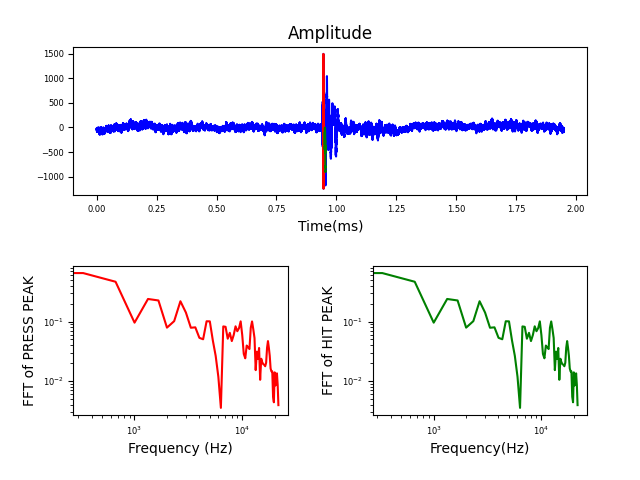 Amplitude
1500
1000
500
0
−500
−1000
0.00 0.25 0.50 0.75 1.00 1.25 1.50 1.75 2.00
Time(ms)
FFT of PRESS PEAK
10⁻¹
10⁻²
10³ 10⁴
Frequency (Hz)
FFT of HIT PEAK
10⁻¹
10⁻²
10³ 10⁴
Frequency(Hz)